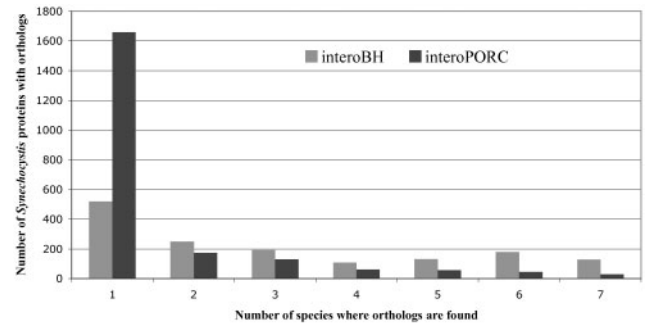 Number of Synechocystis proteins with orthologs
1800
1600
1400
1200
1000
800
600
400
200
0
interoBH interoPORC
1 2 3 4 5 6 7
Number of species where orthologs are found